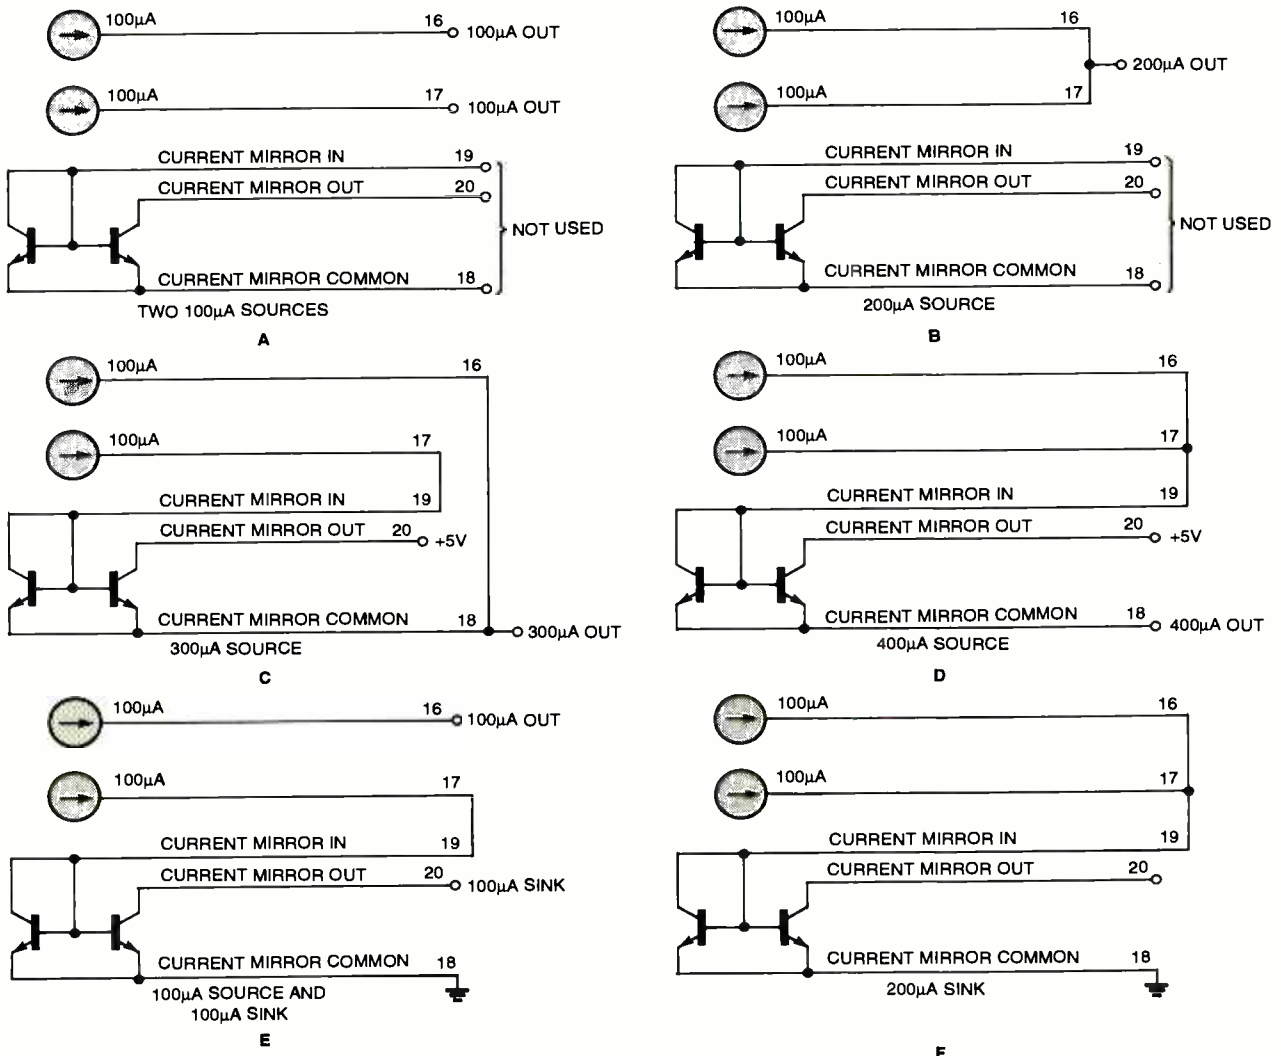 100µA 16 100µA OUT
100µA 17 100µA OUT
CURRENT MIRROR IN 19
CURRENT MIRROR OUT 20
NOT USED
CURRENT MIRROR COMMON 18
TWO 100µA SOURCES
A
100µA 16
200µA OUT
100µA 17
CURRENT MIRROR IN 19
CURRENT MIRROR OUT 20
NOT USED
CURRENT MIRROR COMMON 18
200µA SOURCE
B
100µA 16
100µA 17
CURRENT MIRROR IN 19
CURRENT MIRROR OUT 20 +5V
CURRENT MIRROR COMMON 18 300µA OUT
300µA SOURCE
C
100µA 16
100µA 17
CURRENT MIRROR IN 19
CURRENT MIRROR OUT 20 +5V
CURRENT MIRROR COMMON 18 400µA OUT
400µA SOURCE
D
100µA 16 100µA OUT
100µA 17
CURRENT MIRROR IN 19
CURRENT MIRROR OUT 20 100µA SINK
CURRENT MIRROR COMMON 18
100µA SOURCE AND
100µA SINK
E
100µA 16
100µA 17
CURRENT MIRROR IN 19
CURRENT MIRROR OUT 20
CURRENT MIRROR COMMON 18
200µA SINK
F